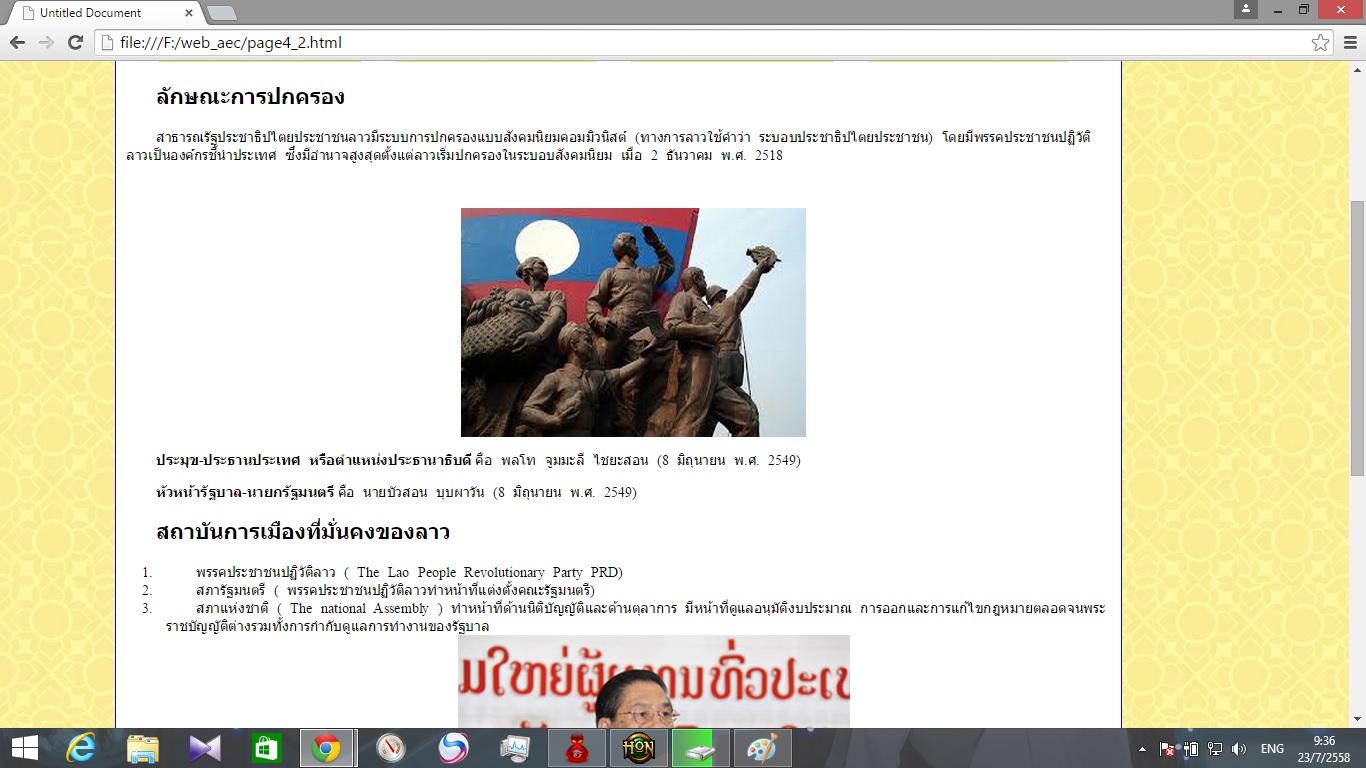 Untitled Document
file:///F:/web_aec/page4_2.html
ลักษณะการปกครอง
สาธารณรัฐประชาธิปไตยประชาชนลาวมีระบบการปกครองแบบสังคมนิยมคอมมิวนิสต์ (ทางการลาวใช้คำว่า ระบอบประชาธิปไตยประชาชน) โดยมีพรรคประชาชนปฏิวัติ
ลาวเป็นองค์กรชี้นำประเทศ ซึ่งมีอำนาจสูงสุดตั้งแต่ลาวเริ่มปกครองในระบอบสังคมนิยม เมื่อ 2 ธันวาคม พ.ศ. 2518
ประมุข-ประธานประเทศ หรือตำแหน่งประธานาธิบดี คือ พลโท จูมมะลี ไชยะสอน (8 มิถุนายน พ.ศ. 2549)
หัวหน้ารัฐบาล-นายกรัฐมนตรี คือ นายบัวสอน บุบผาวัน (8 มิถุนายน พ.ศ. 2549)
สถาบันการเมืองที่มั่นคงของลาว
1. พรรคประชาชนปฏิวัติลาว ( The Lao People Revolutionary Party PRD)
2. สภารัฐมนตรี ( พรรคประชาชนปฏิวัติลาวทำหน้าที่แต่งตั้งคณะรัฐมนตรี)
3. สภาแห่งชาติ ( The national Assembly ) ทำหน้าที่ด้านนิติบัญญัติและด้านตุลาการ มีหน้าที่ดูแลอนุมัติงบประมาณ การออกและการแก้ไขกฎหมายตลอดจนพระ
ราชบัญญัติต่างรวมทั้งการกำกับดูแลการทำงานของรัฐบาล
HON
ENG
9:36
23/7/2558